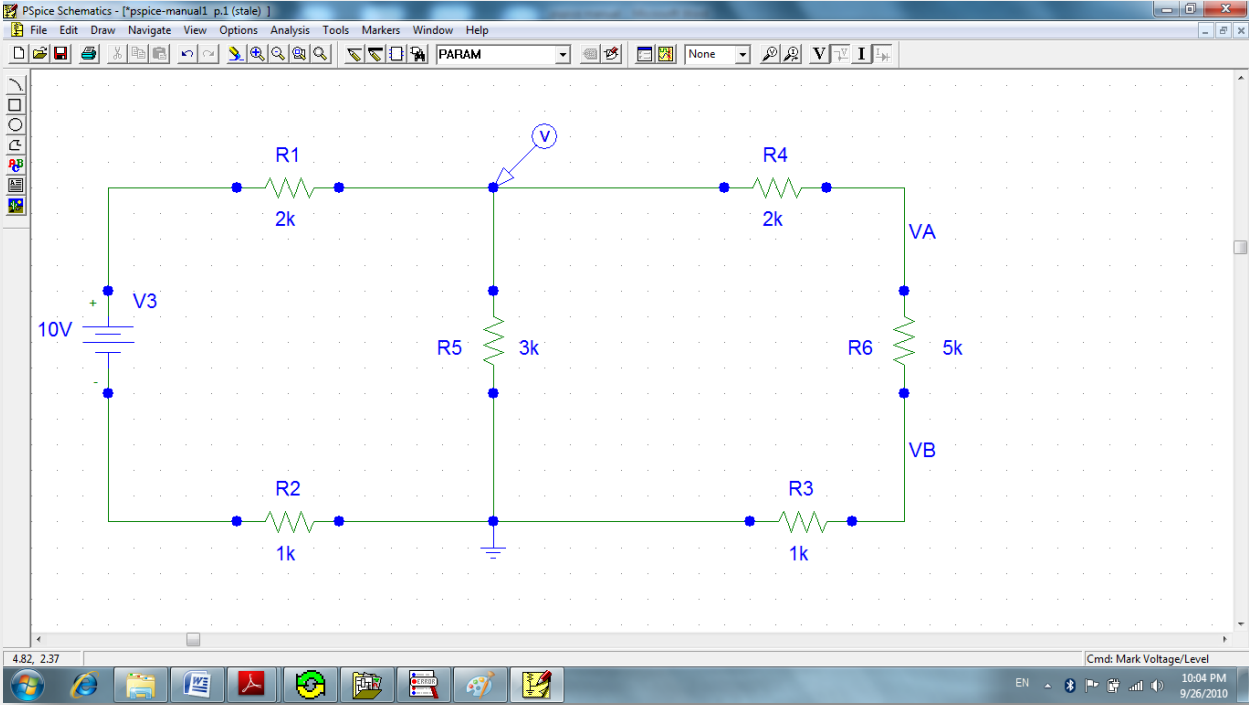 PSpice Schematics - [*pspice-manual1 p.1 (stale) ]
File Edit Draw Navigate View Options Analysis Tools Markers Window Help
PARAM None V I
V
R1 R4
2k 2k
VA
+ V3
10V
R5 3k R6 5k
-
VB
R2 R3
1k 1k
4.82, 2.37 Cmd: Mark Voltage/Level
EN 10:04 PM
9/26/2010